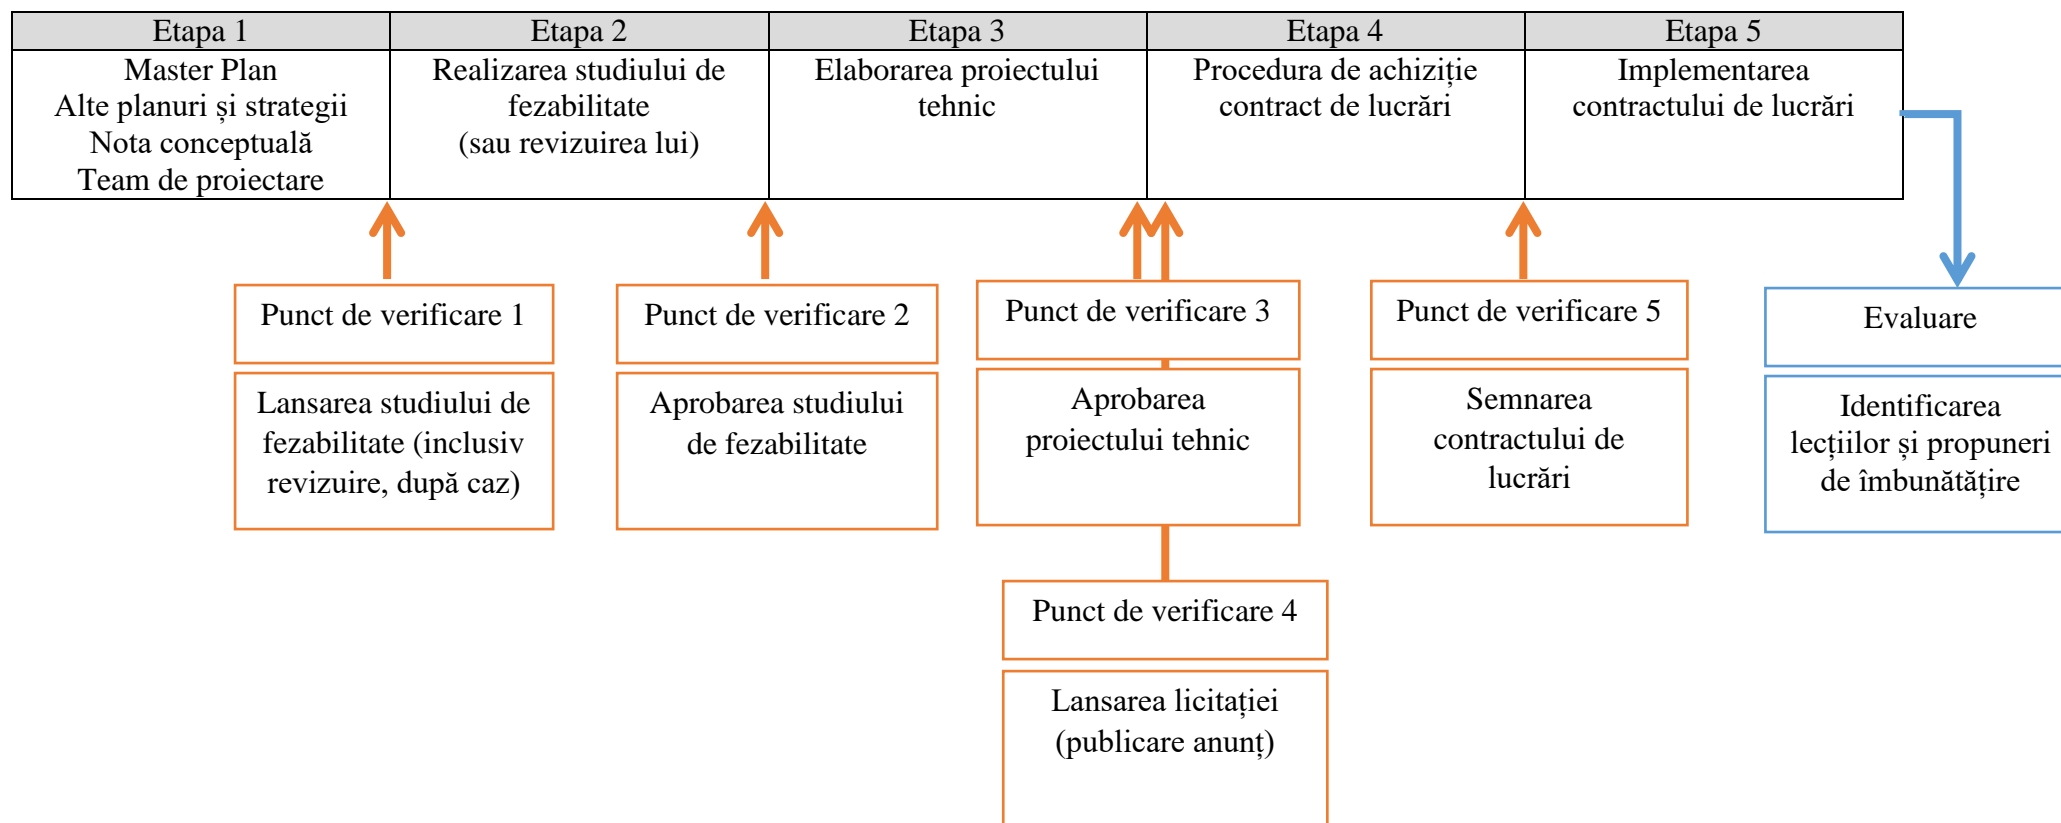 Etapa 1
Etapa 2
Etapa 3
Etapa 4
Etapa 5
Master Plan
Alte planuri și strategii
Nota conceptuală
Team de proiectare
Realizarea studiului de
fezabilitate
(sau revizuirea lui)
Elaborarea proiectului
tehnic
Procedura de achiziție
contract de lucrări
Implementarea
contractului de lucrări
Punct de verificare 1
Lansarea studiului de
fezabilitate (inclusiv
revizuire, după caz)
Punct de verificare 2
Aprobarea studiului
de fezabilitate
Punct de verificare 3
Aprobarea
proiectului tehnic
Punct de verificare 4
Lansarea licitației
(publicare anunț)
Punct de verificare 5
Semnarea
contractului de
lucrări
Evaluare
Identificarea
lecțiilor și propuneri
de îmbunătățire